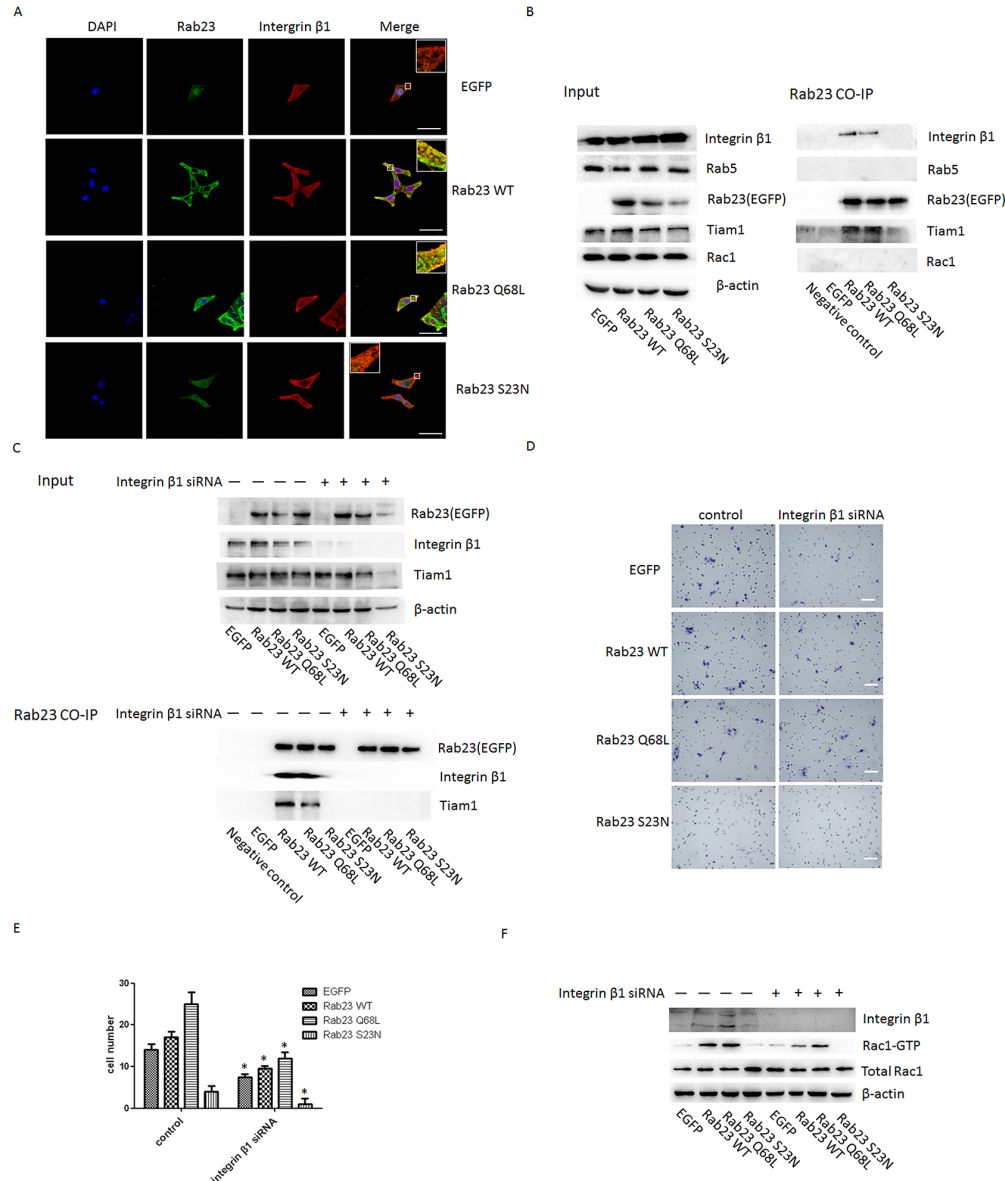 A
DAPI Rab23 Intergrin β1 Merge
EGFP
Rab23 WT
Rab23 Q68L
Rab23 S23N
B
Input Rab23 CO-IP
Integrin β1 Integrin β1
Rab5 Rab5
Rab23(EGFP) Rab23(EGFP)
Tiam1 Tiam1
Rac1 Rac1
β-actin
EGFP Rab23 WT Rab23 Q68L Rab23 S23N
Negative control EGFP Rab23 WT Rab23 Q68L Rab23 S23N
C
Input Integrin β1 siRNA — — — — + + + +
Rab23(EGFP)
Integrin β1
Tiam1
β-actin
EGFP Rab23 WT Rab23 Q68L Rab23 S23N EGFP Rab23 WT Rab23 Q68L Rab23 S23N
Rab23 CO-IP Integrin β1 siRNA — — — — — + + + +
Rab23(EGFP)
Integrin β1
Tiam1
Negative control EGFP Rab23 WT Rab23 Q68L Rab23 S23N EGFP Rab23 WT Rab23 Q68L Rab23 S23N
D
control Integrin β1 siRNA
EGFP
Rab23 WT
Rab23 Q68L
Rab23 S23N
E
cell number
30
20
10
0
EGFP
Rab23 WT
Rab23 Q68L
Rab23 S23N
* * * *
control integrin β1 siRNA
F
Integrin β1 siRNA — — — — + + + +
Integrin β1
Rac1-GTP
Total Rac1
β-actin
EGFP Rab23 WT Rab23 Q68L Rab23 S23N EGFP Rab23 WT Rab23 Q68L Rab23 S23N